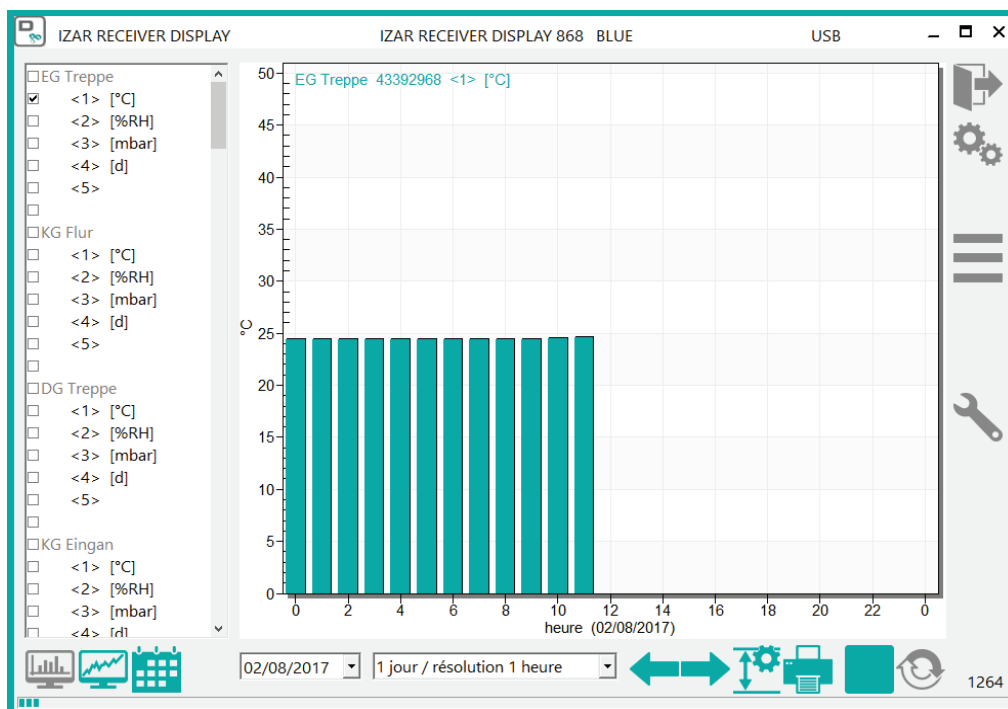 IZAR RECEIVER DISPLAY
IZAR RECEIVER DISPLAY 868 BLUE
USB
EG Treppe
<1> [°C]
<2> [%RH]
<3> [mbar]
<4> [d]
<5>
KG Flur
<1> [°C]
<2> [%RH]
<3> [mbar]
<4> [d]
<5>
DG Treppe
<1> [°C]
<2> [%RH]
<3> [mbar]
<4> [d]
<5>
KG Eingan
<1> [°C]
<2> [%RH]
<3> [mbar]
<4> [d]
EG Treppe 43392968 <1> [°C]
50
45
40
35
30
25
20
15
10
5
0
°C
0 2 4 6 8 10 12 14 16 18 20 22 0
heure (02/08/2017)
02/08/2017
1 jour / résolution 1 heure
1264